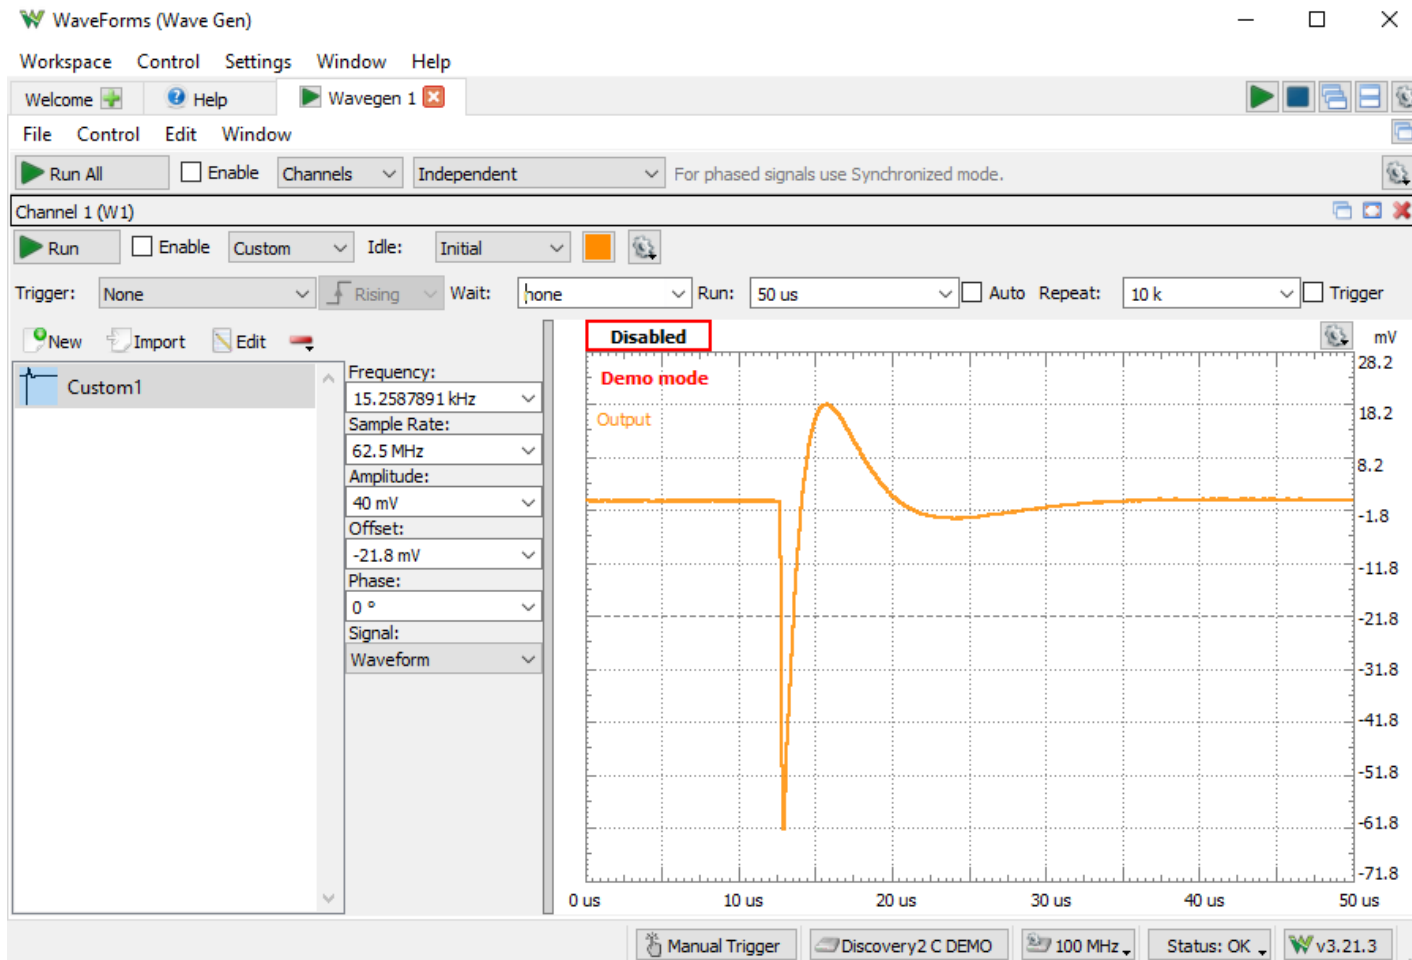 WaveForms (Wave Gen)
Workspace Control Settings Window Help
Welcome Help Wavegen 1
File Control Edit Window
Run All Enable Channels Independent For phased signals use Synchronized mode.
Channel 1 (W1)
Run Enable Custom Idle: Initial
Trigger: None Rising Wait: none Run: 50 us Auto Repeat: 10 k Trigger
New Import Edit
Custom1
Frequency:
15.2587891 kHz
Sample Rate:
62.5 MHz
Amplitude:
40 mV
Offset:
-21.8 mV
Phase:
0 º
Signal:
Waveform
Disabled mV
Demo mode
Output
28.2
18.2
8.2
-1.8
-11.8
-21.8
-31.8
-41.8
-51.8
-61.8
-71.8
0 us 10 us 20 us 30 us 40 us 50 us
Manual Trigger Discovery2 C DEMO 100 MHz Status: OK v3.21.3